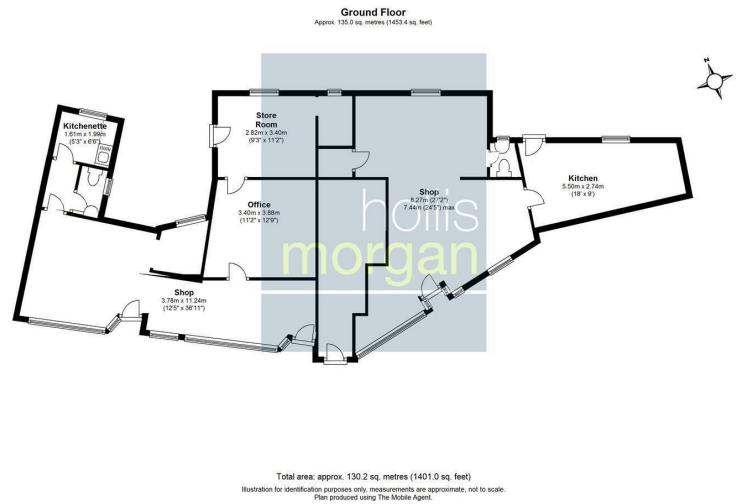 Ground Floor
Approx. 135.0 sq. metres (1453.4 sq. feet)
N
Kitchenette
1.61m x 1.99m
(5'3" x 6'6")
Store
Room
2.82m x 3.40m
(9'3" x 11'2")
Office
3.40m x 3.88m
(11'2" x 12'9")
Shop
8.27m (27'2")
7.44m (24'5") max
Kitchen
5.50m x 2.74m
(18' x 9')
hollis
morgan
Shop
3.78m x 11.24m
(12'5" x 36'11")
Total area: approx. 130.2 sq. metres (1401.0 sq. feet)
Illustration for identification purposes only, measurements are approximate, not to scale.
Plan produced using The Mobile Agent.